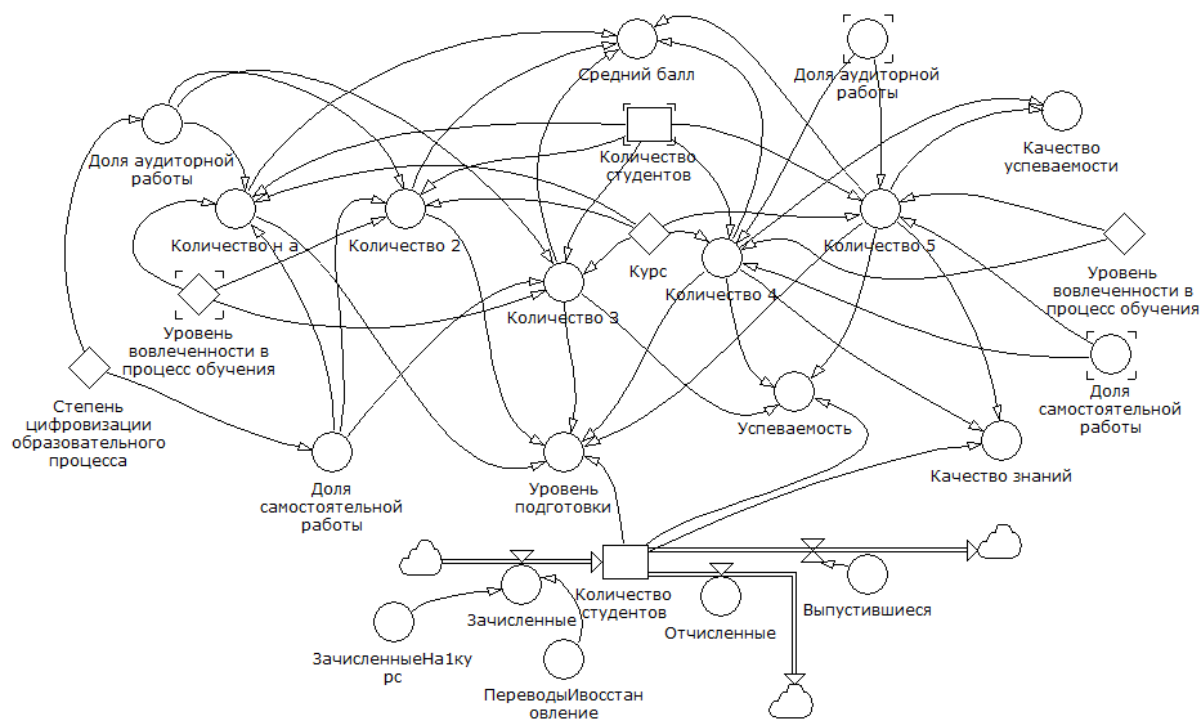 Средний балл
Доля аудиторной
работы
Доля аудиторной
работы
Количество
студентов
Качество
успеваемости
Количество н а
Количество 2
Курс
Количество 5
Количество 4
Количество 3
Уровень
вовлеченности в
процесс обучения
Уровень
вовлеченности в
процесс обучения
Степень
цифровизации
образовательного
процесса
Доля
самостоятельной
работы
Успеваемость
Доля
самостоятельной
работы
Уровень
подготовки
Качество знаний
Количество
студентов
Зачисленные
Отчисленные
Выпустившиеся
ЗачисленныеНа1ку
рс
ПереводыИвосстан
овление